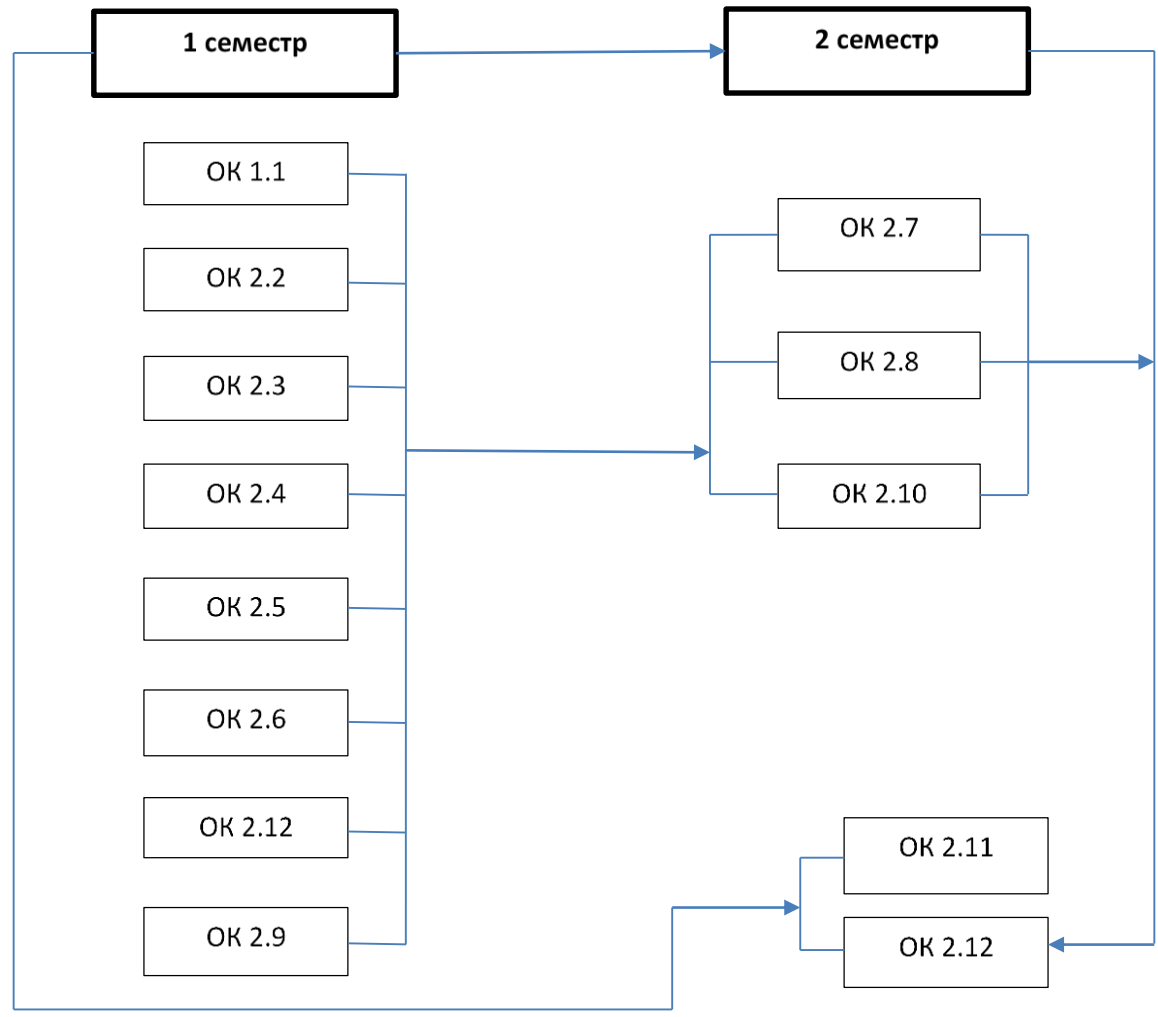 1 семестр
2 семестр
ОК 1.1
ОК 2.2
ОК 2.3
ОК 2.4
ОК 2.5
ОК 2.6
ОК 2.12
ОК 2.9
ОК 2.7
ОК 2.8
ОК 2.10
ОК 2.11
ОК 2.12